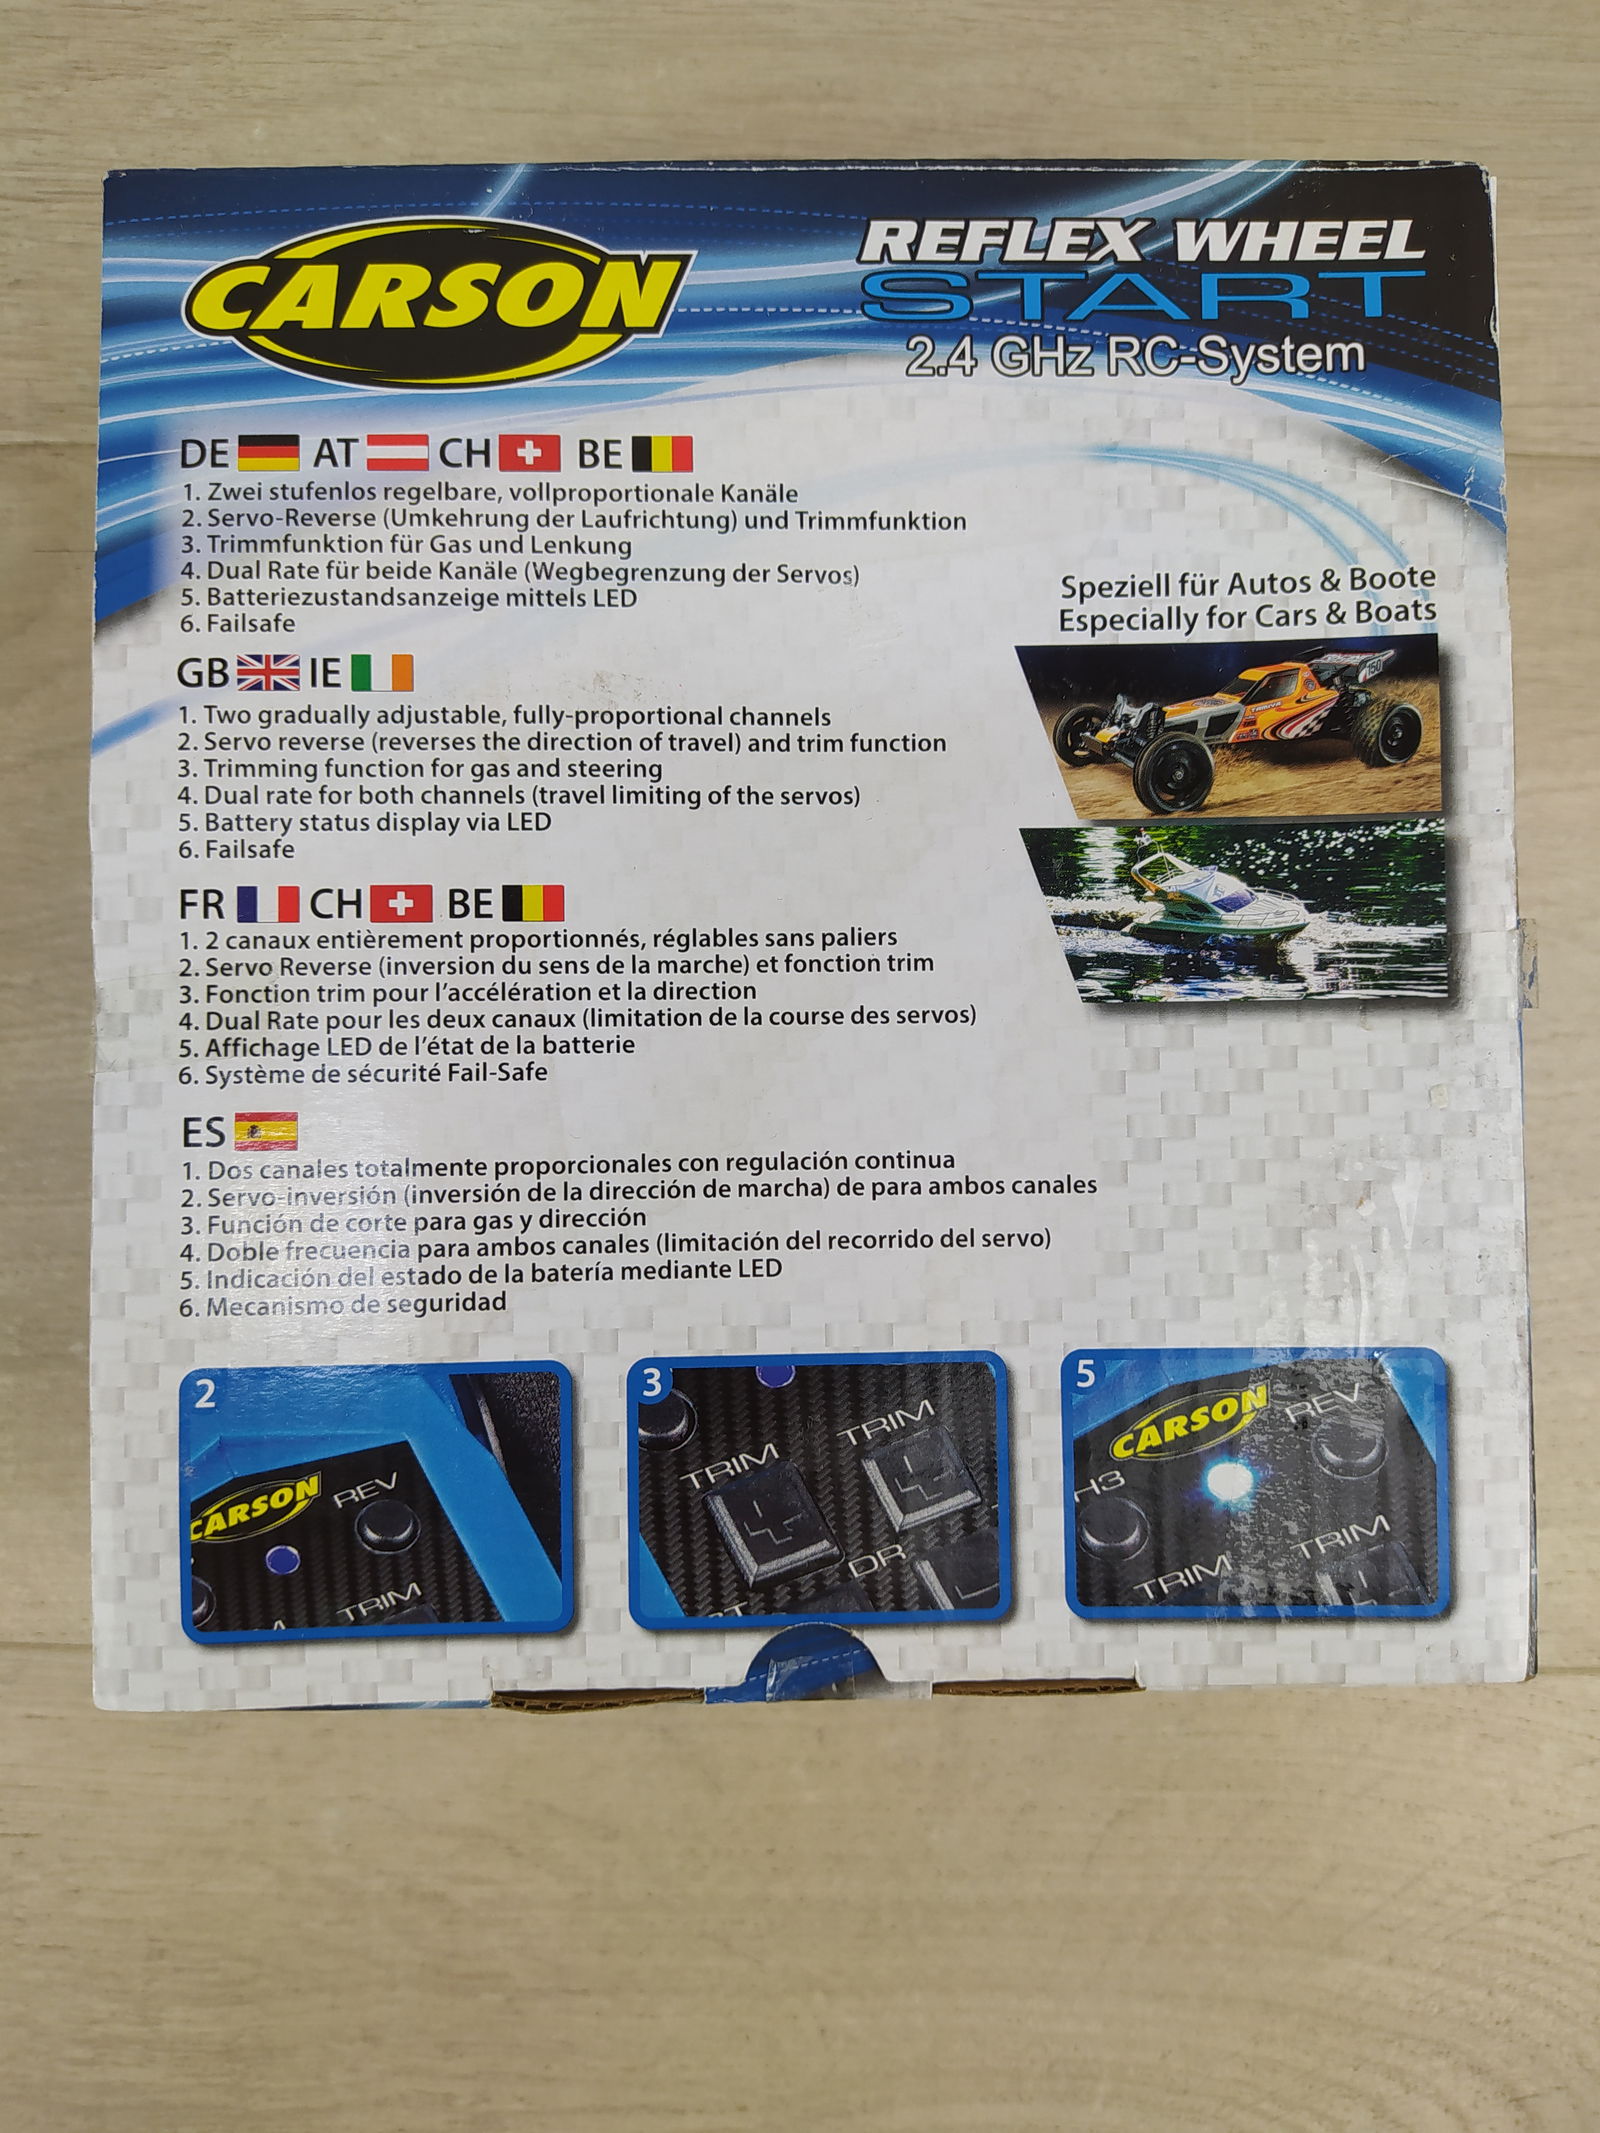 CARSON
REFLEX WHEEL
START
2.4 GHz RC-System
DE AT CH BE
1. Zwei stufenlos regelbare, vollproportionale Kanäle
2. Servo-Reverse (Umkehrung der Laufrichtung) und Trimmfunktion
3. Trimmfunktion für Gas und Lenkung
4. Dual Rate für beide Kanäle (Wegbegrenzung der Servos)
5. Batteriezustandsanzeige mittels LED
6. Failsafe
Speziell für Autos & Boote
Especially for Cars & Boats
150
TAMIYA
GB IE
1. Two gradually adjustable, fully-proportional channels
2. Servo reverse (reverses the direction of travel) and trim function
3. Trimming function for gas and steering
4. Dual rate for both channels (travel limiting of the servos)
5. Battery status display via LED
6. Failsafe
FR CH BE
1. 2 canaux entièrement proportionnés, réglables sans paliers
2. Servo Reverse (inversion du sens de la marche) et fonction trim
3. Fonction trim pour l'accélération et la direction
4. Dual Rate pour les deux canaux (limitation de la course des servos)
5. Affichage LED de l'état de la batterie
6. Système de sécurité Fail-Safe
ES
1. Dos canales totalmente proporcionales con regulación continua
2. Servo-inversión (inversión de la dirección de marcha) de para ambos canales
3. Función de corte para gas y dirección
4. Doble frecuencia para ambos canales (limitación del recorrido del servo)
5. Indicación del estado de la batería mediante LED
6. Mecanismo de seguridad
2
CARSON
REV
TRIM
3
TRIM
TRIM
DR
5
CARSON
REV
H3
TRIM
TRIM